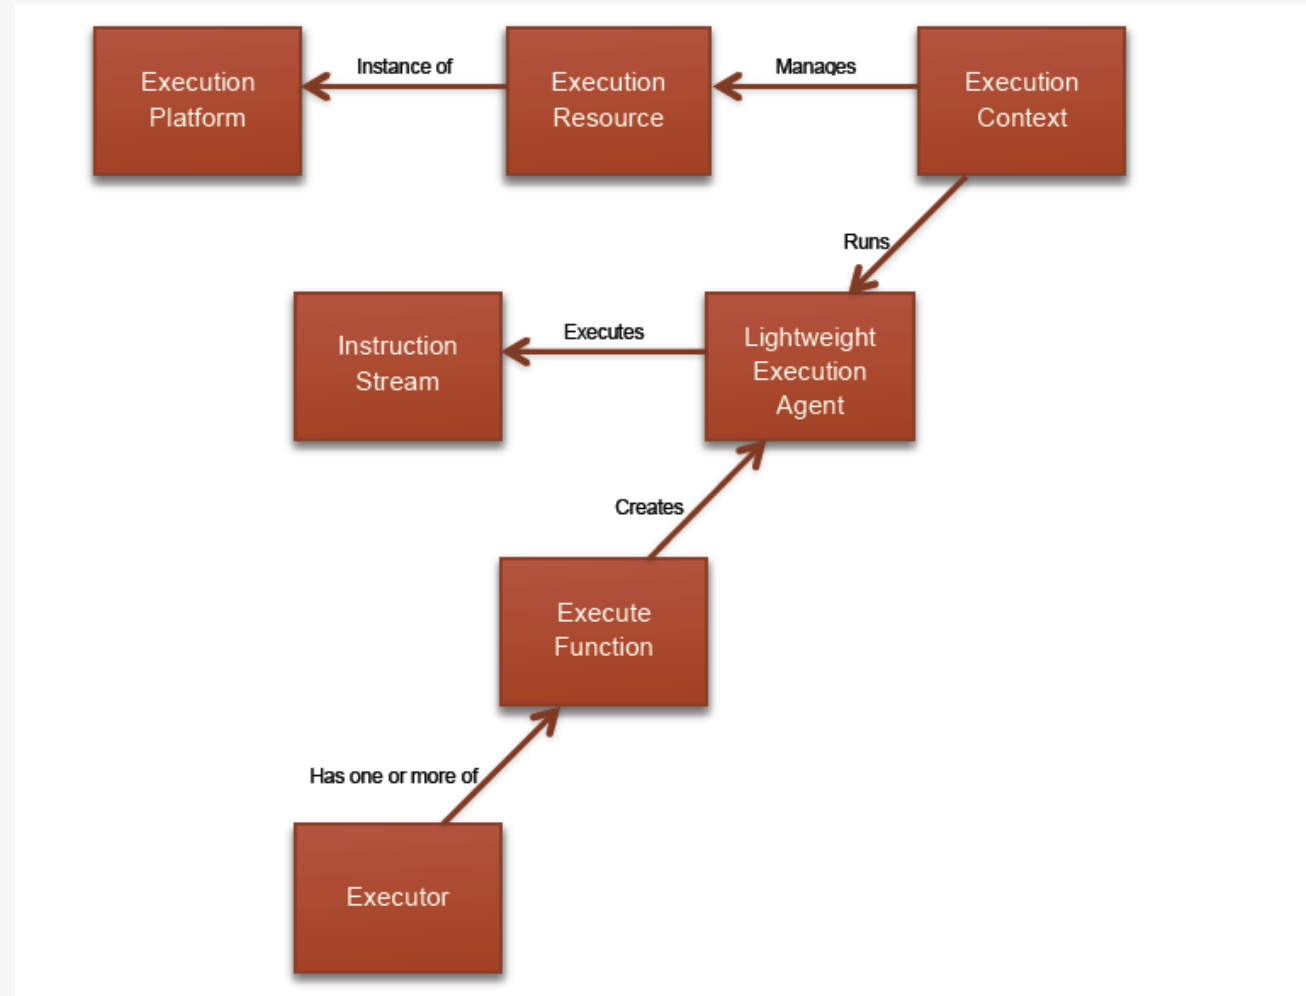 Execution
Platform
Instance of
Execution
Resource
Manages
Execution
Context
Runs
Instruction
Stream
Executes
Lightweight
Execution
Agent
Creates
Execute
Function
Has one or more of
Executor